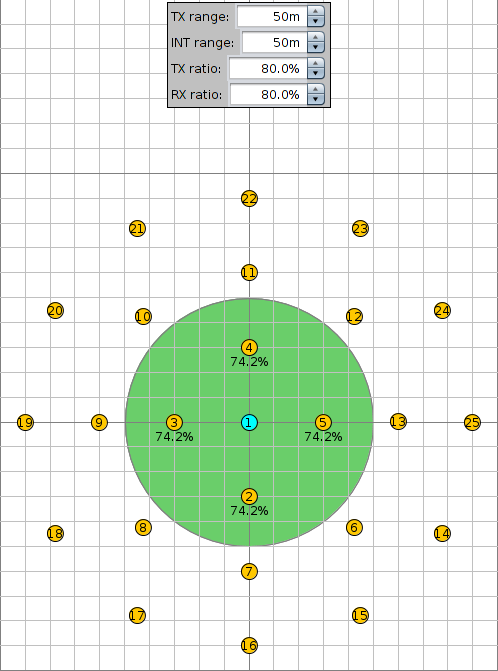 TX range: 50m
INT range: 50m
TX ratio: 80.0%
RX ratio: 80.0%
22
21 23
11
20 10 12 24
4
74.2%
19 9 3 1 5 13 25
74.2% 74.2%
2
74.2%
18 8 6 14
7
17 15
16